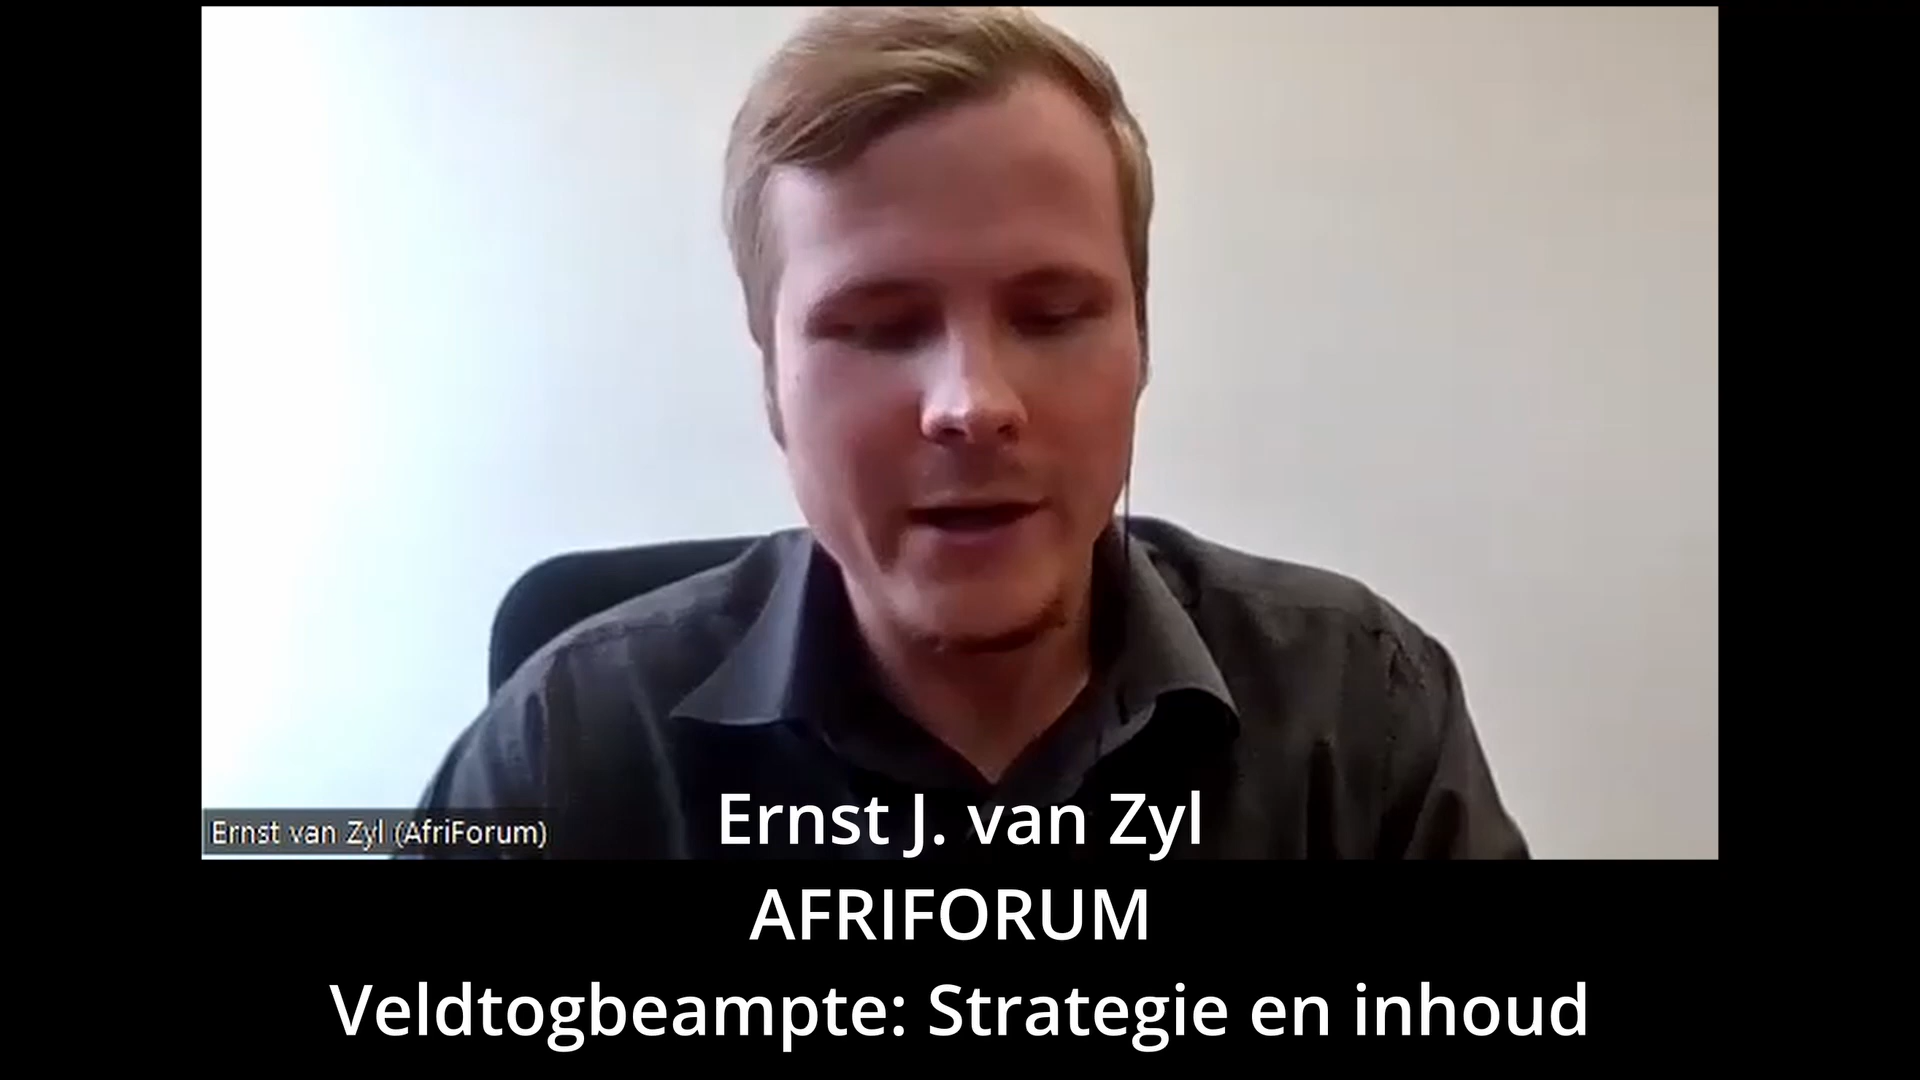 Ernst van Zyl (AfriForum)
Ernst J. van Zyl
AFRIFORUM
Veldtogbeampte: Strategie en inhoud